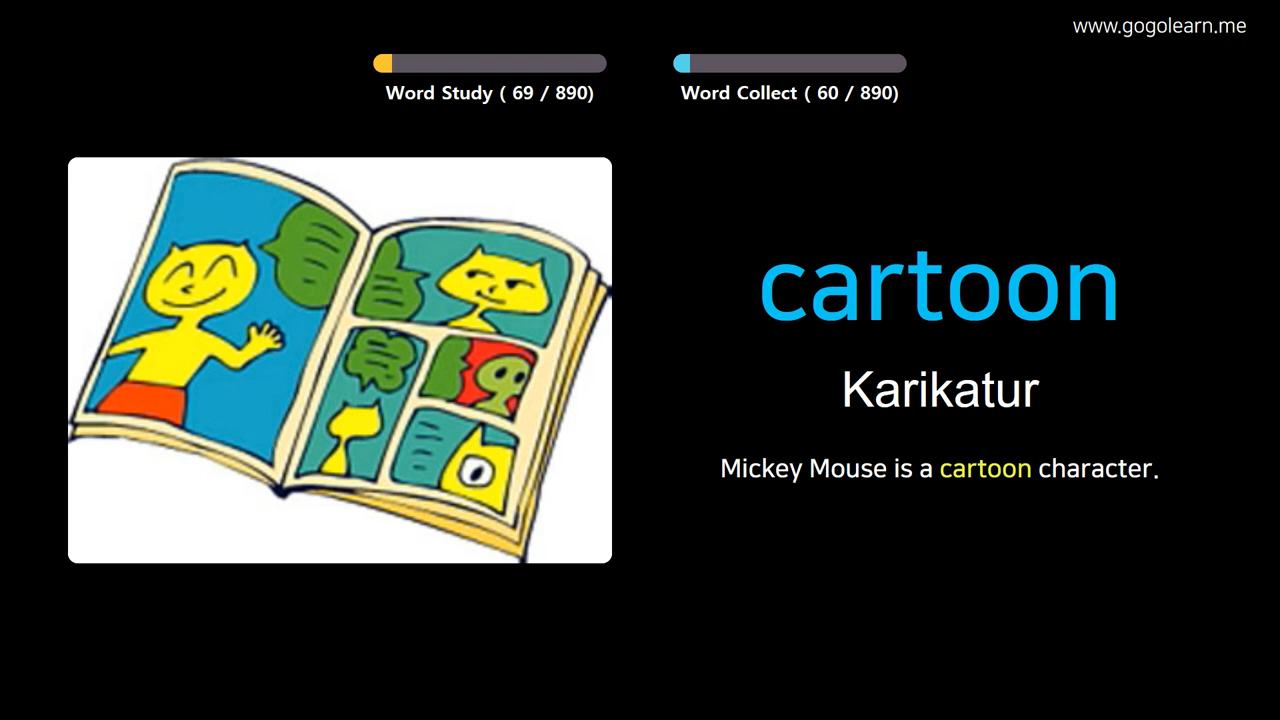 www.gogolearn.me
Word Study ( 69 / 890)
Word Collect ( 60 / 890)
cartoon
Karikatur
Mickey Mouse is a cartoon character.